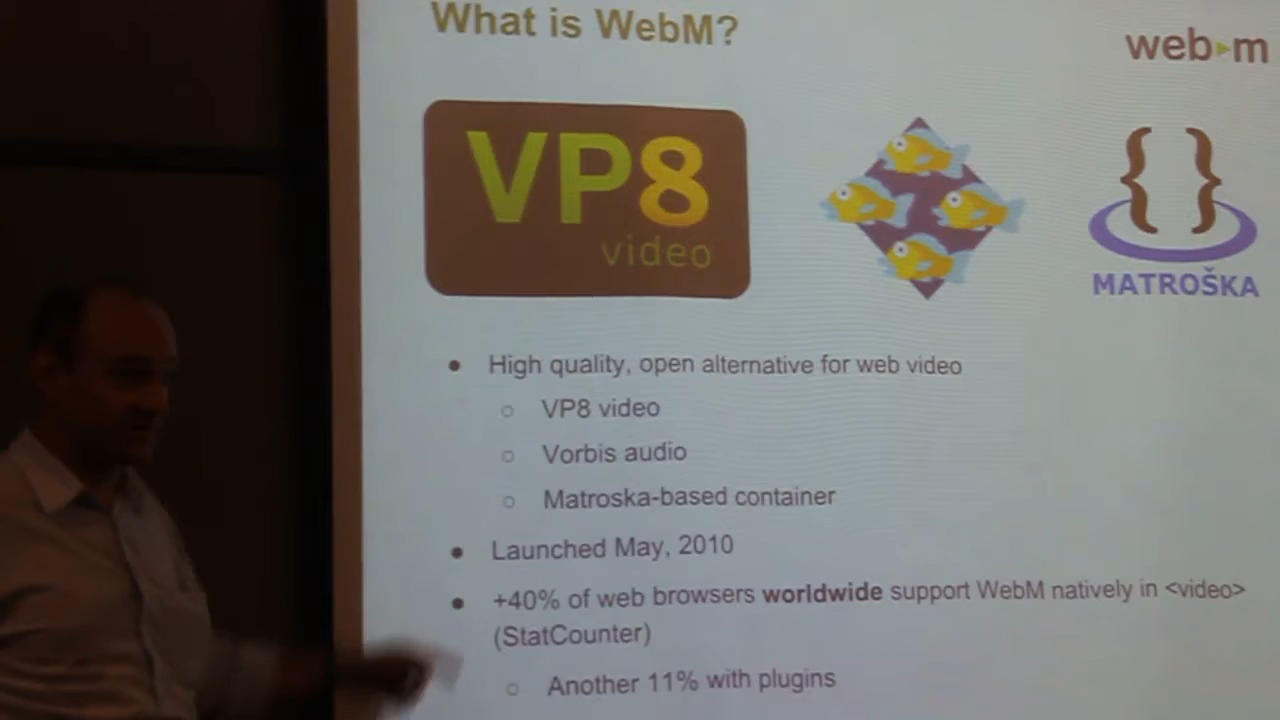 What is WebM?
web m
VP8
video
MATROŠKA
• High quality, open alternative for web video
○ VP8 video
○ Vorbis audio
○ Matroska-based container
• Launched May, 2010
• +40% of web browsers worldwide support WebM natively in <video>
(StatCounter)
○ Another 11% with plugins